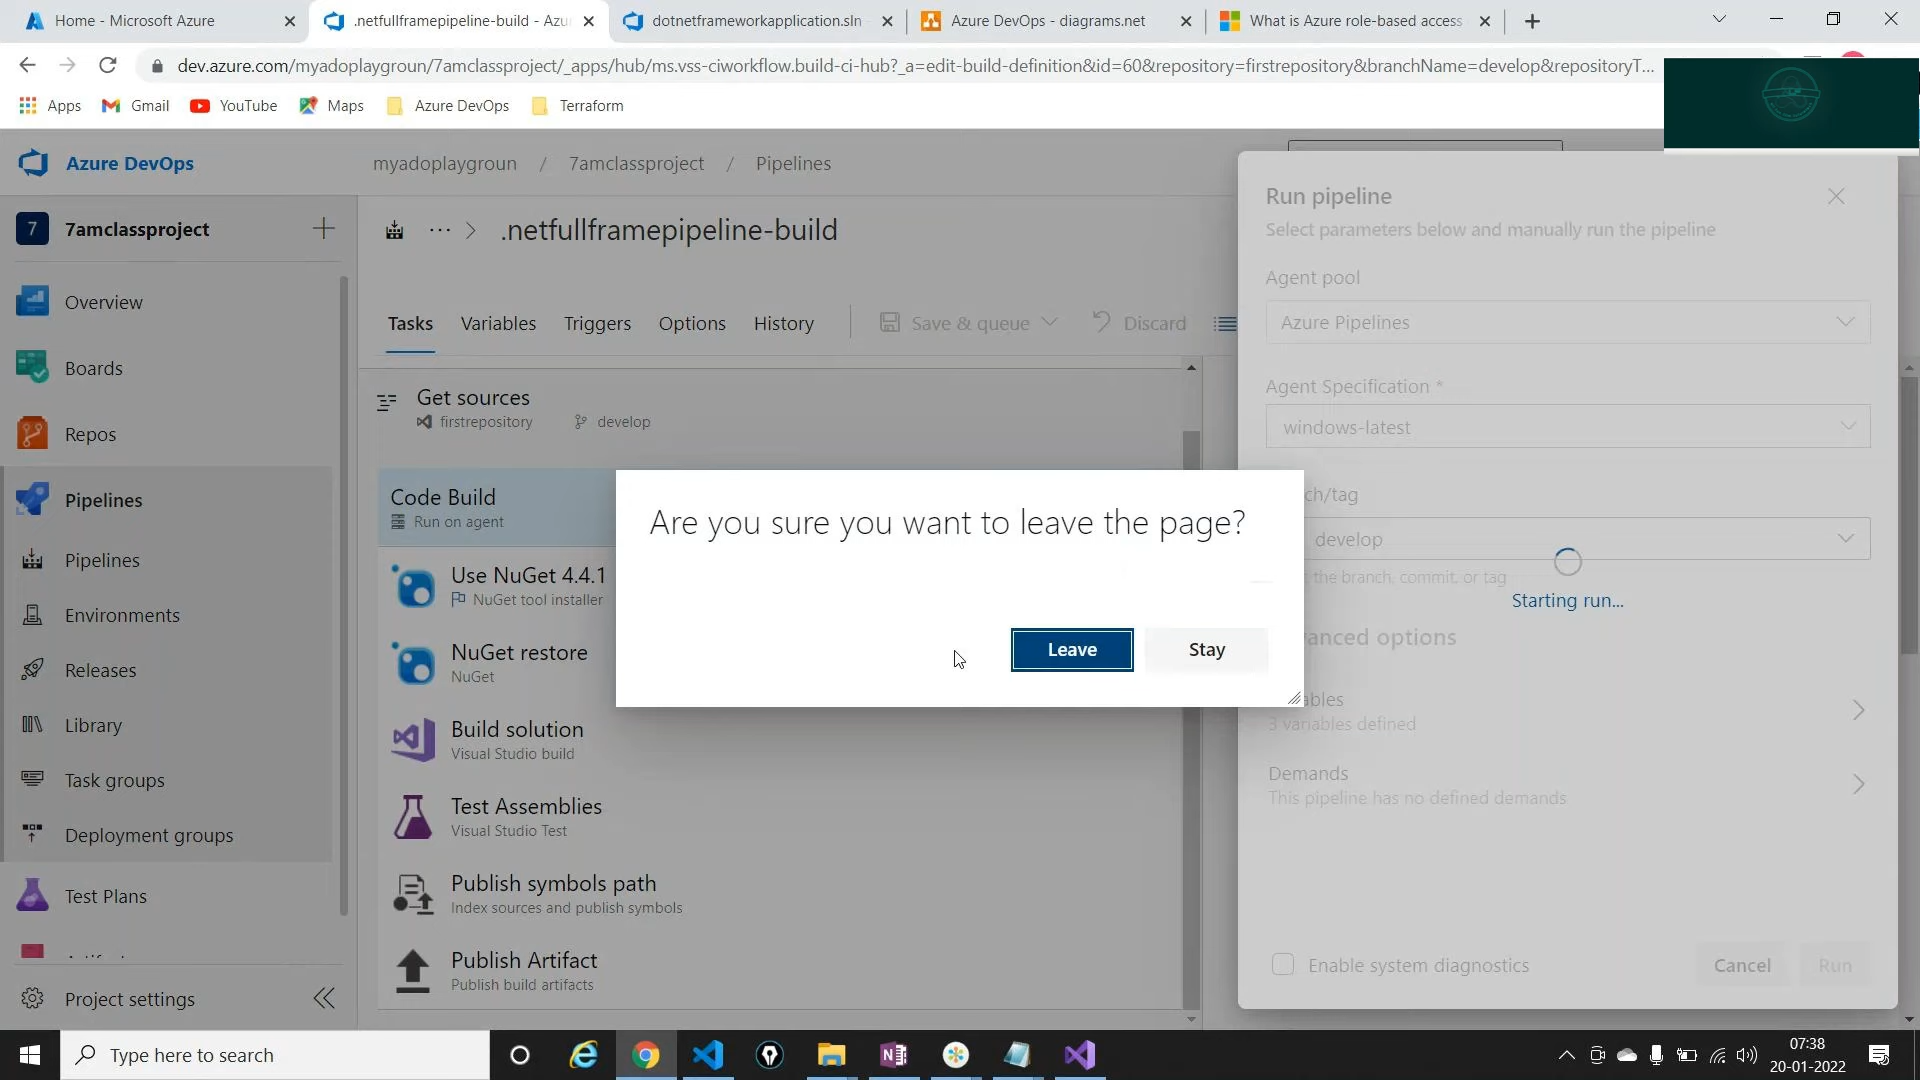 Home - Microsoft Azure
.netfullframepipeline-build - Azur
dotnetframeworkapplication.sln -
Azure DevOps - diagrams.net
What is Azure role-based access
dev.azure.com/myadoplaygroun/7amclassproject/_apps/hub/ms.vss-ciworkflow.build-ci-hub?_a=edit-build-definition&id=60&repository=firstrepository&branchName=develop&repositoryT...
Apps
Gmail
YouTube
Maps
Azure DevOps
Terraform
Azure DevOps
myadoplaygroun / 7amclassproject / Pipelines
7 7amclassproject
Overview
Boards
Repos
Pipelines
Pipelines
Environments
Releases
Library
Task groups
Deployment groups
Test Plans
Project settings
... > .netfullframepipeline-build
Tasks
Variables
Triggers
Options
History
Save & queue
Discard
Get sources
firstrepository
develop
Code Build
Run on agent
Use NuGet 4.4.1
NuGet tool installer
NuGet restore
NuGet
Build solution
Visual Studio build
Test Assemblies
Visual Studio Test
Publish symbols path
Index sources and publish symbols
Publish Artifact
Publish build artifacts
Are you sure you want to leave the page?
Leave
Stay
Run pipeline
Select parameters below and manually run the pipeline
Agent pool
Azure Pipelines
Agent Specification *
windows-latest
ch/tag
develop
t the branch, commit, or tag
Starting run...
vanced options
ables
3 variables defined
Demands
This pipeline has no defined demands
Enable system diagnostics
Cancel
Run
Type here to search
07:38
20-01-2022